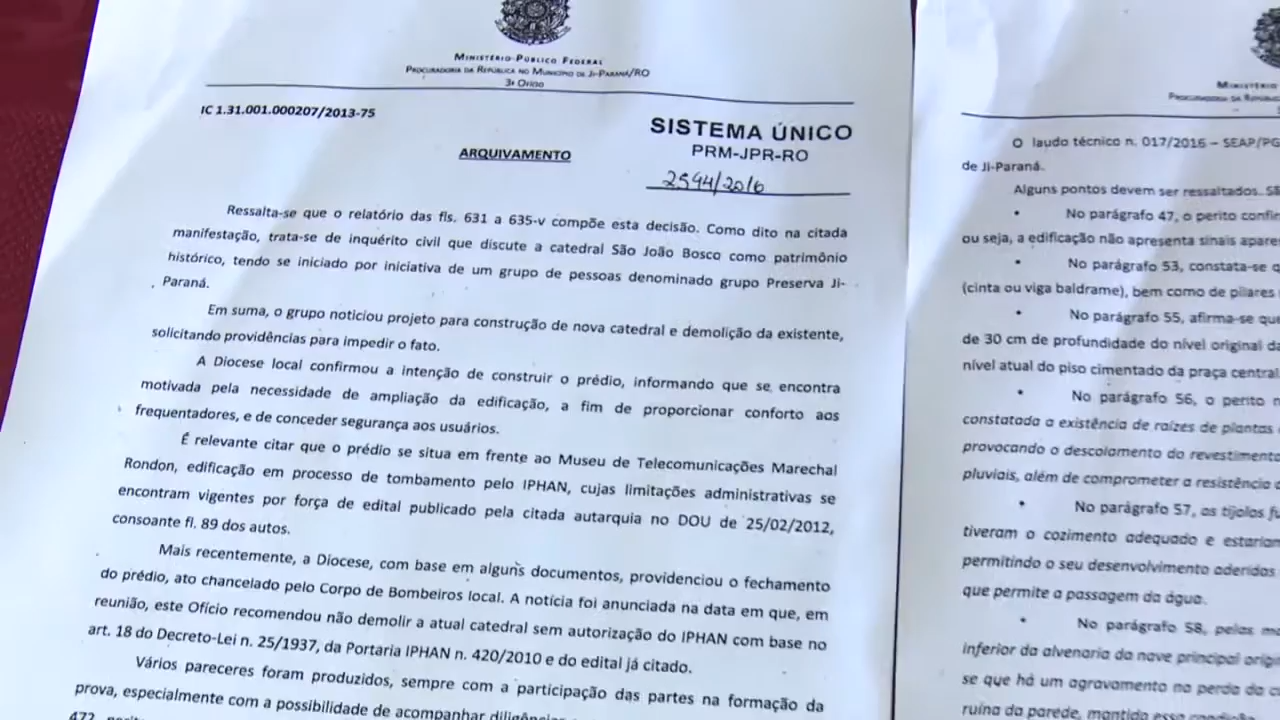 MINISTÉRIO PÚBLICO FEDERAL
PROCURADORIA DA REPÚBLICA NO MUNICÍPIO DE JI-PARANÁ/RO
3º OFÍCIO
IC 1.31.001.000207/2013-75
SISTEMA ÚNICO
PRM-JPR-RO
2594/2016
ARQUIVAMENTO
Ressalta-se que o relatório das fls. 631 a 635-v compõe esta decisão. Como dito na citada
manifestação, trata-se de inquérito civil que discute a catedral São João Bosco como patrimônio
histórico, tendo se iniciado por iniciativa de um grupo de pessoas denominado grupo Preserva Ji-
Paraná.
Em suma, o grupo noticiou projeto para construção de nova catedral e demolição da existente,
solicitando providências para impedir o fato.
A Diocese local confirmou a intenção de construir o prédio, informando que se encontra
motivada pela necessidade de ampliação da edificação, a fim de proporcionar conforto aos
frequentadores, e de conceder segurança aos usuários.
É relevante citar que o prédio se situa em frente ao Museu de Telecomunicações Marechal
Rondon, edificação em processo de tombamento pelo IPHAN, cujas limitações administrativas se
encontram vigentes por força de edital publicado pela citada autarquia no DOU de 25/02/2012,
consoante fl. 89 dos autos.
Mais recentemente, a Diocese, com base em alguns documentos, providenciou o fechamento
do prédio, ato chancelado pelo Corpo de Bombeiros local. A notícia foi anunciada na data em que, em
reunião, este Ofício recomendou não demolir a atual catedral sem autorização do IPHAN com base no
art. 18 do Decreto-Lei n. 25/1937, da Portaria IPHAN n. 420/2010 e do edital já citado.
Vários pareceres foram produzidos, sempre com a participação das partes na formação da
prova, especialmente com a possibilidade de acompanhar
472,
MINISTÉRIO
PROCURADORIA DA
O laudo técnico n. 017/2016 – SEAP/PG
de Ji-Paraná.
Alguns pontos devem ser ressaltados.
• No parágrafo 47, o perito
ou seja, a edificação não apresenta sinais
• No parágrafo 53, constata-se
(cinta ou viga baldrame), bem como de pilares
• No parágrafo 55, afirma-se que
de 30 cm de profundidade do nível original
nível atual do piso cimentado da praça central.
• No parágrafo 56, o perito
constatada a existência de raízes de plantas
provocando o descolamento do revestimento
pluviais, além de comprometer a resistência
• No parágrafo 57, os tijolos
tiveram o cozimento adequado e estariam
permitindo o seu desenvolvimento aderidos
que permite a passagem da água.
• No parágrafo 58, pelas
inferior da alvenaria da nave principal
se que há um agravamento na perda da
ruína da parede, mantida essa condição